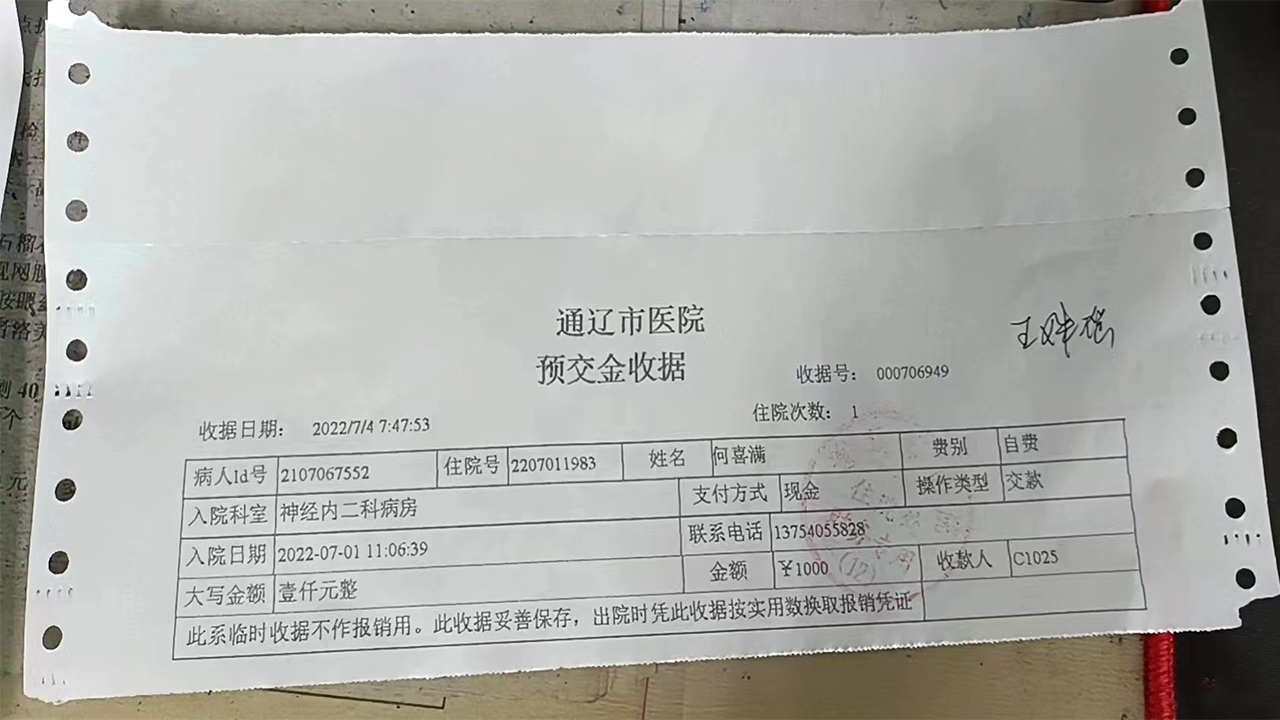 通辽市医院
预交金收据
收据号： 000706949
收据日期： 2022/7/4 7:47:53
住院次数： 1
病人Id号 2107067552 住院号 2207011983 姓名 何喜满 费别 自费
入院科室 神经内二科病房 支付方式 现金 操作类型 交款
入院日期 2022-07-01 11:06:39 联系电话 13754055828
大写金额 壹仟元整 金额 ￥1000 收款人 C1025
此系临时收据不作报销用。此收据妥善保存，出院时凭此收据按实用数换取报销凭证
(12)